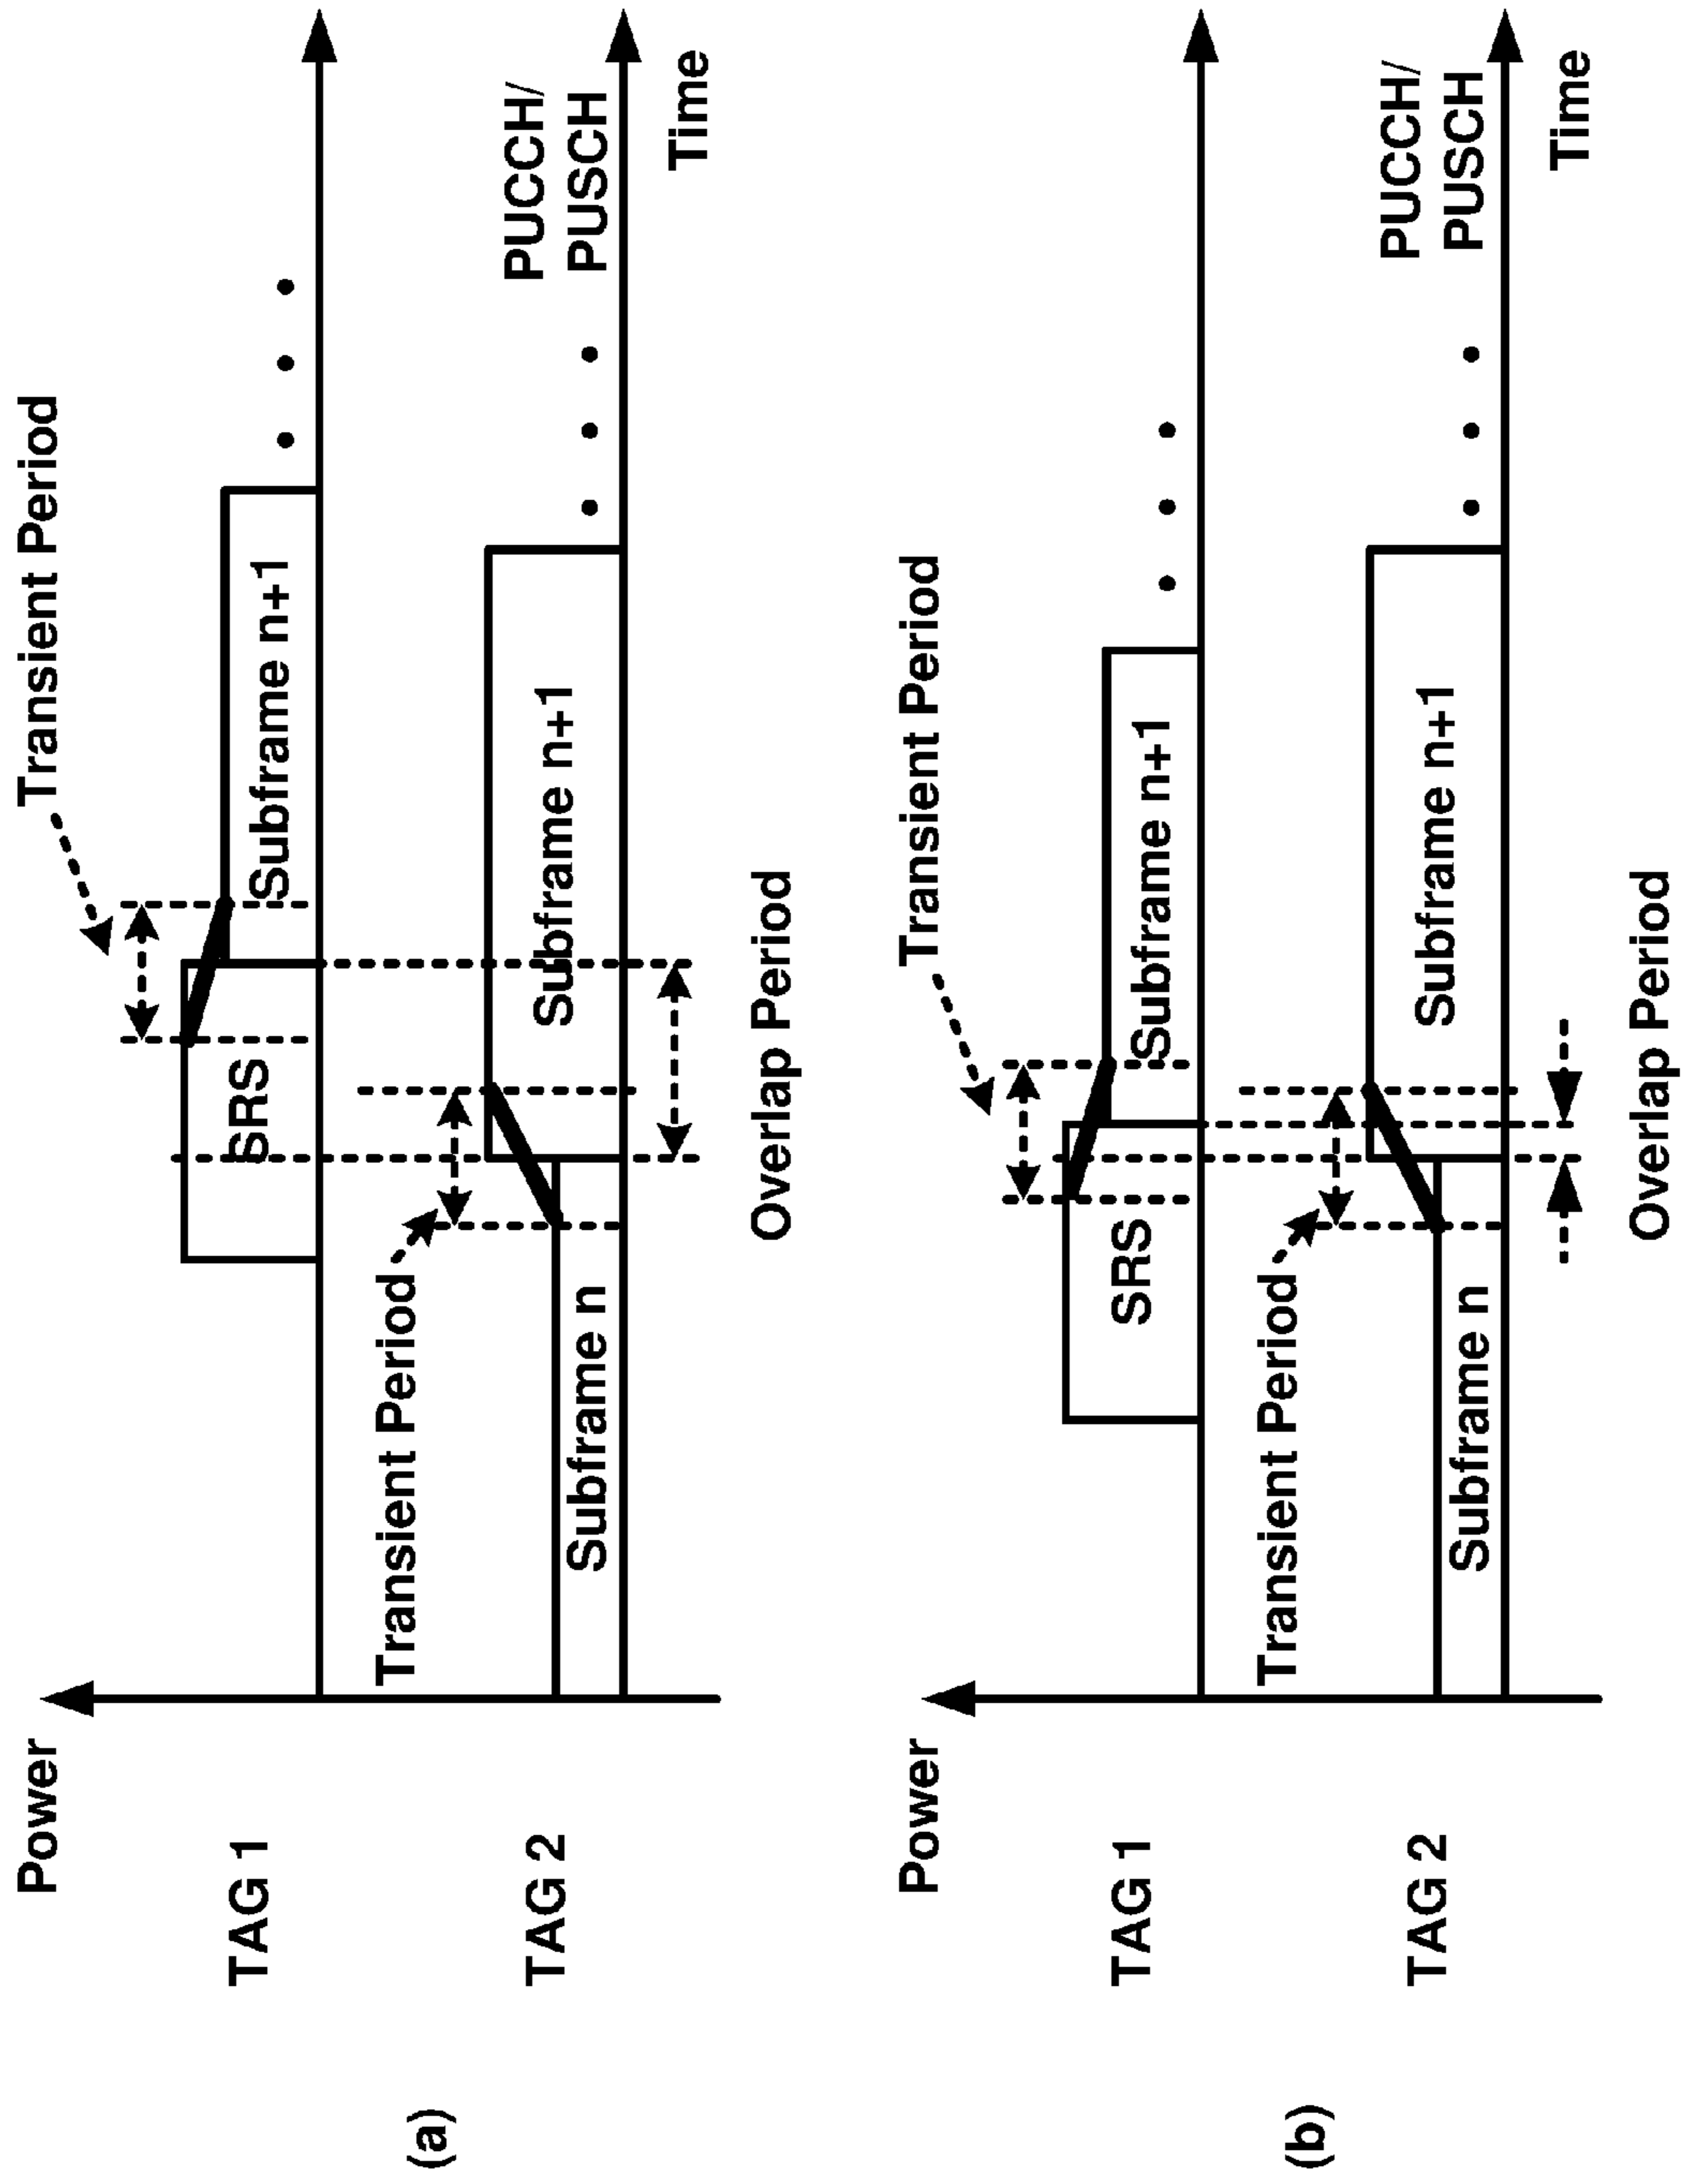 (a)
Power
Transient Period
TAG 1
SRS
Subframe n+1
Transient Period
TAG 2
Subframe n
Subframe n+1
PUCCH/
PUSCH
Time
Overlap Period
(b)
Power
Transient Period
TAG 1
SRS
Subframe n+1
Transient Period
TAG 2
Subframe n
Subframe n+1
PUCCH/
PUSCH
Time
Overlap Period